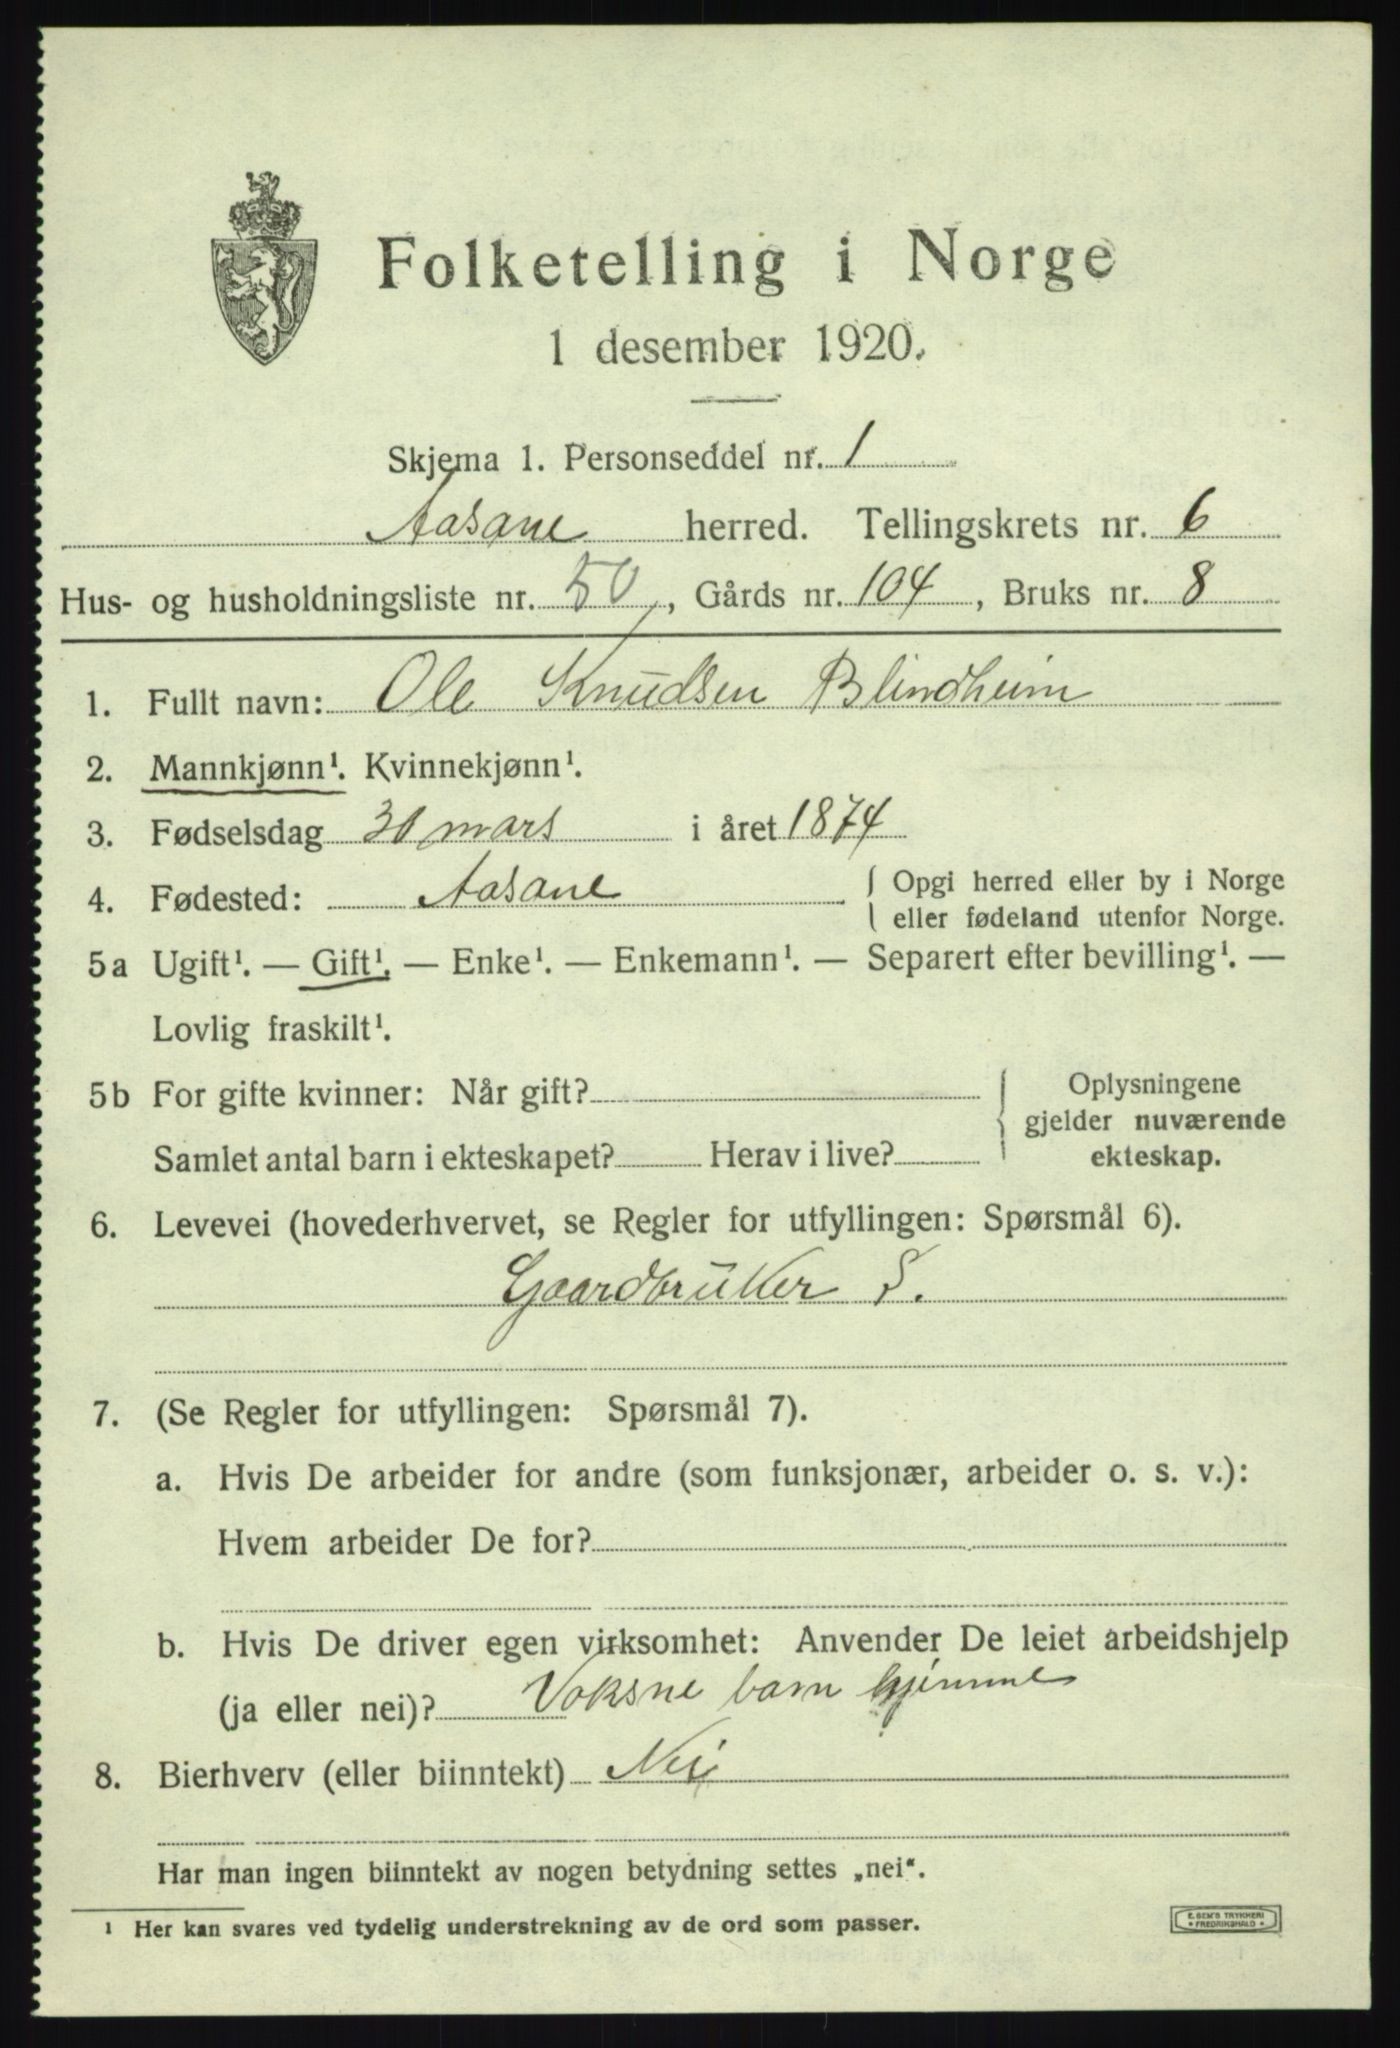 Folketelling i Norge
1 desember 1920.
Skjema 1. Personseddel nr. 1
Aasane herred. Tellingskrets nr. 6
Hus- og husholdningsliste nr. 50, Gårds nr. 104, Bruks nr. 8
1. Fullt navn: Ole Knudsen Blindheim
2. Mannkjønn¹. Kvinnekjønn¹.
3. Fødselsdag 30 mars i året 1874
4. Fødested: Aasane { Opgi herred eller by i Norge
eller fødeland utenfor Norge.
5a Ugift¹. — Gift¹. — Enke¹. — Enkemann¹. — Separert efter bevilling¹. —
Lovlig fraskilt¹.
5b For gifte kvinner: Når gift? { Oplysningene
gjelder nuværende
Samlet antal barn i ekteskapet? Herav i live? ekteskap.
6. Levevei (hovederhvervet, se Regler for utfyllingen: Spørsmål 6).
Gaardbruker S.
7. (Se Regler for utfyllingen: Spørsmål 7).
a. Hvis De arbeider for andre (som funksjonær, arbeider o. s. v.):
Hvem arbeider De for?
b. Hvis De driver egen virksomhet: Anvender De leiet arbeidshjelp
(ja eller nei)? Voksne barn hjemme
8. Bierhverv (eller biinntekt) Nei
Har man ingen biinntekt av nogen betydning settes „nei“.
¹ Her kan svares ved tydelig understrekning av de ord som passer.
E. SEM'S TRYKKERI
• FREDRIKSHALD •